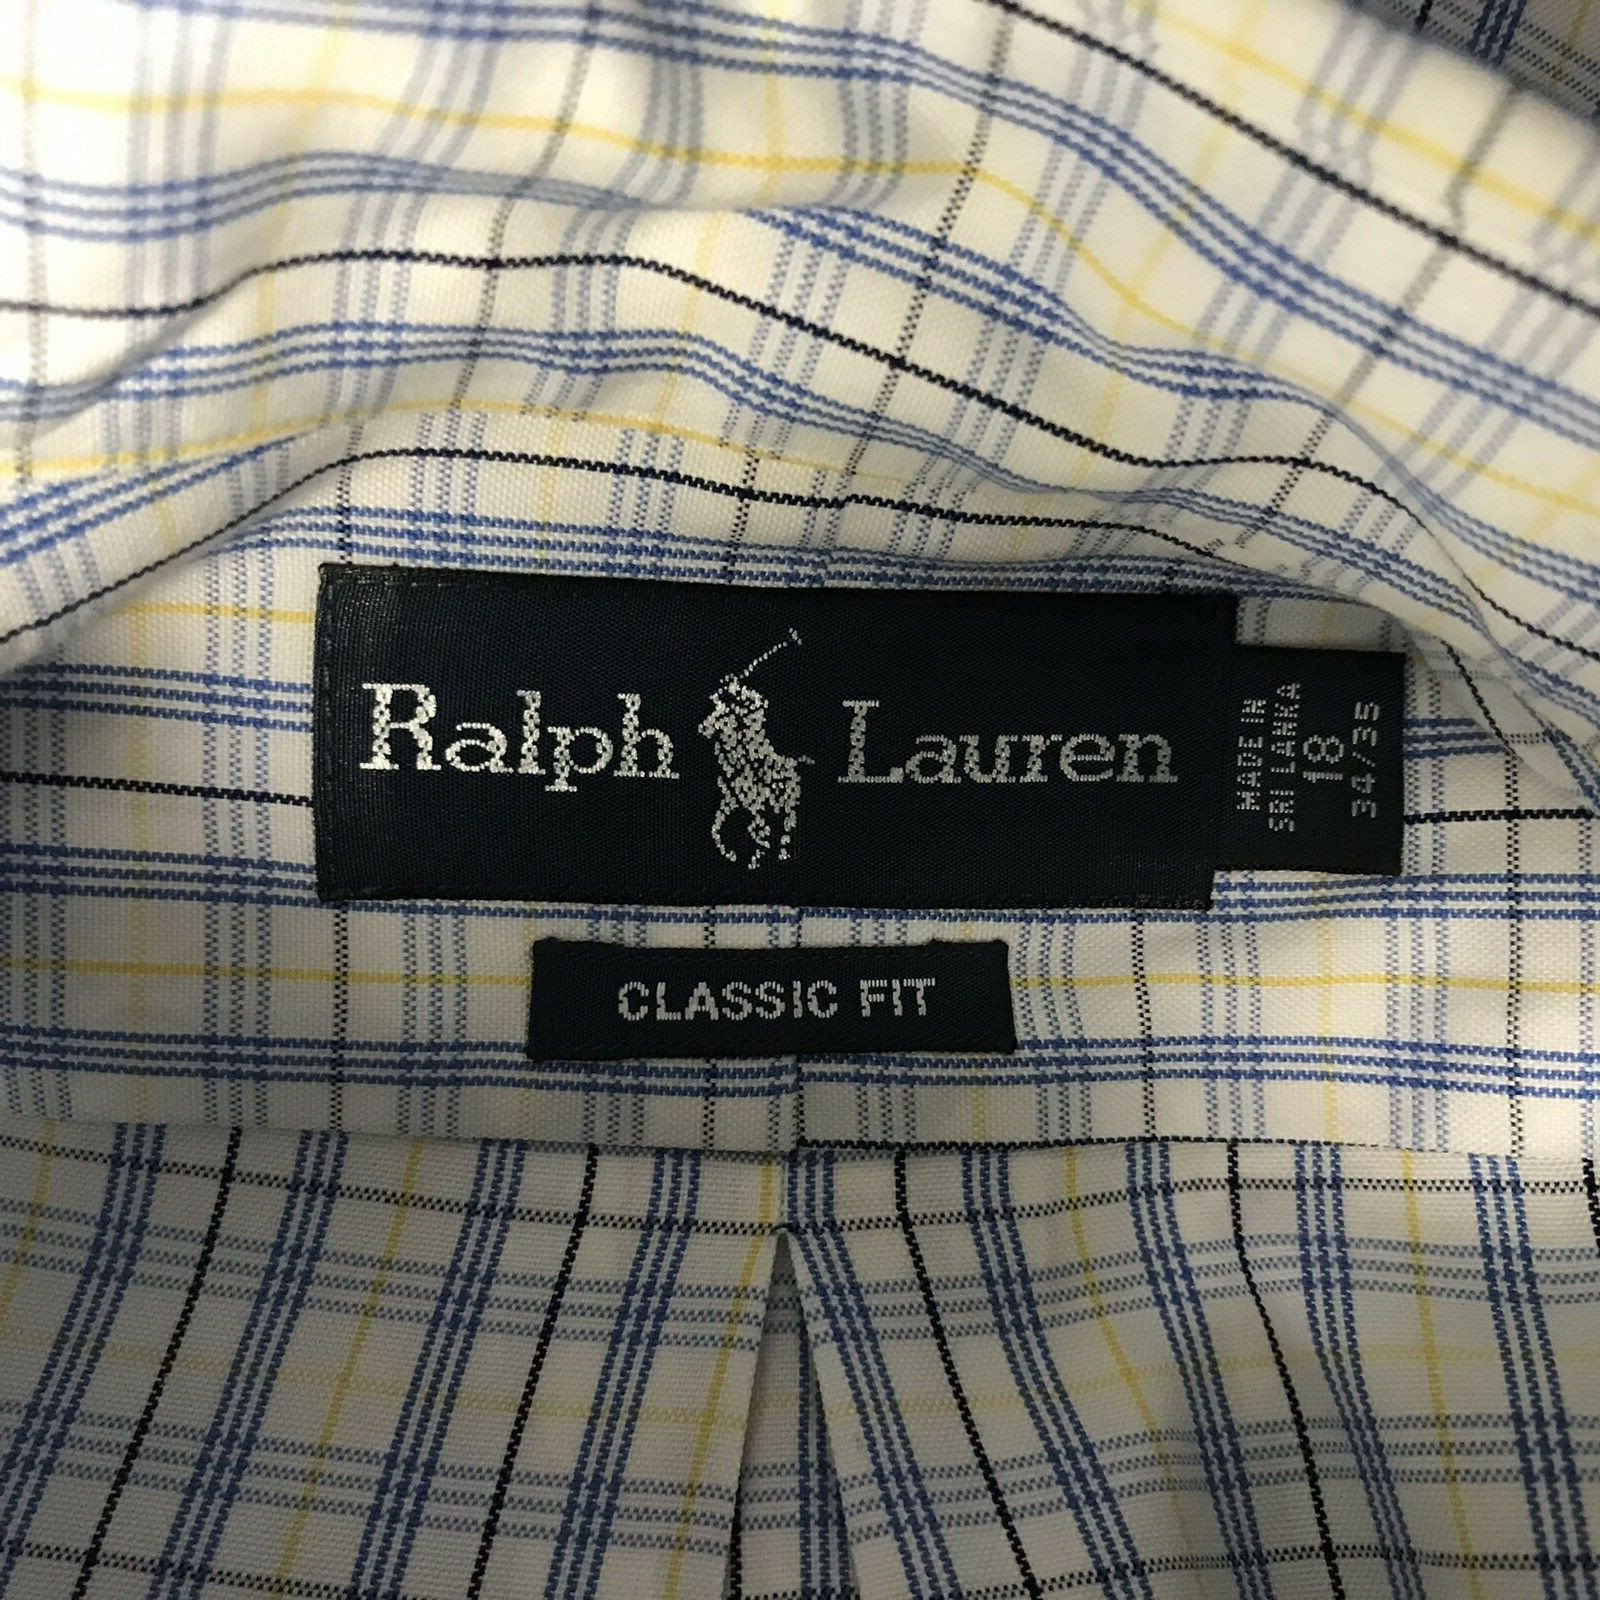 Ralph Lauren
MADE IN
SRI LANKA
18
34/35
CLASSIC FIT